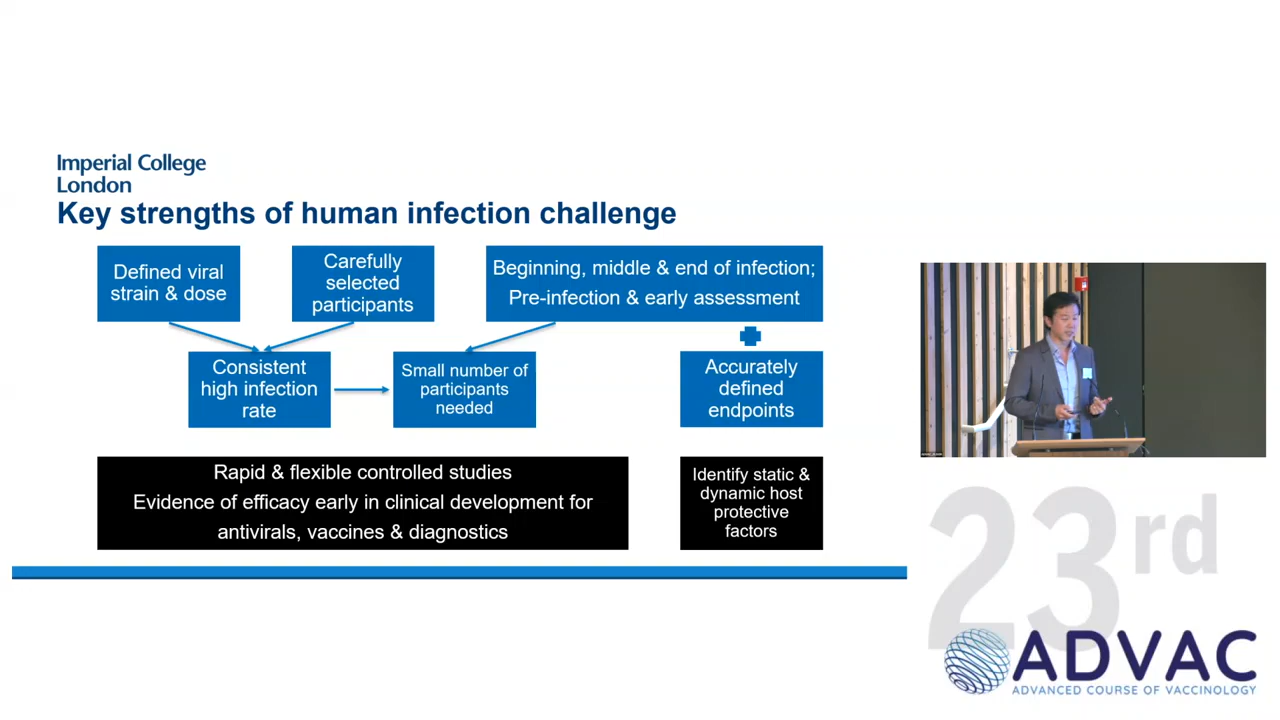 Imperial College
London
Key strengths of human infection challenge
Defined viral
strain & dose
Carefully
selected
participants
Beginning, middle & end of infection;
Pre-infection & early assessment
Consistent
high infection
rate
Small number of
participants
needed
Accurately
defined
endpoints
Rapid & flexible controlled studies
Evidence of efficacy early in clinical development for
antivirals, vaccines & diagnostics
Identify static &
dynamic host
protective
factors
23rd
ADVAC
ADVANCED COURSE OF VACCINOLOGY